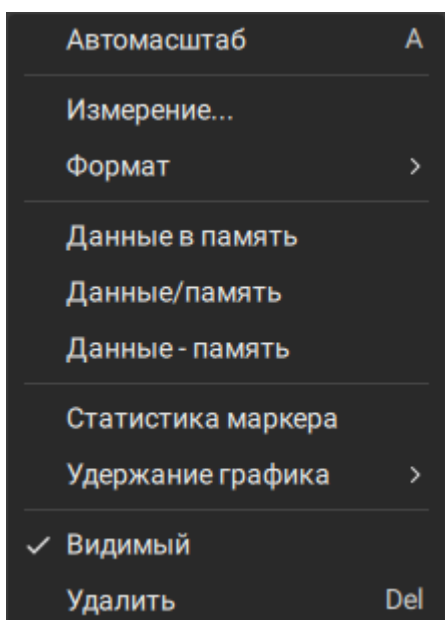 Автомасштаб A
Измерение...
Формат >
Данные в память
Данные/память
Данные - память
Статистика маркера
Удержание графика >
✓ Видимый
Удалить Del